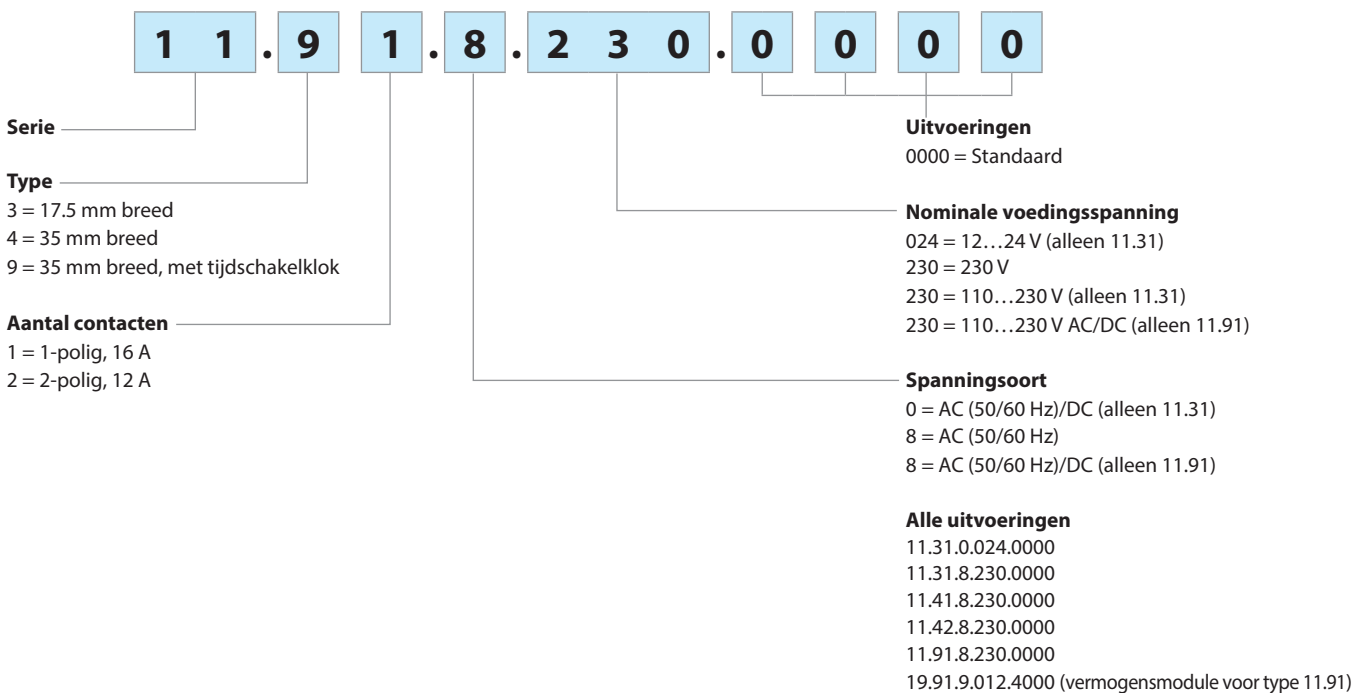 1 1 . 9 1 . 8 . 2 3 0 . 0 0 0 0
Serie
Type
3 = 17.5 mm breed
4 = 35 mm breed
9 = 35 mm breed, met tijdschakelklok
Aantal contacten
1 = 1-polig, 16 A
2 = 2-polig, 12 A
Uitvoeringen
0000 = Standaard
Nominale voedingsspanning
024 = 12…24 V (alleen 11.31)
230 = 230 V
230 = 110…230 V (alleen 11.31)
230 = 110…230 V AC/DC (alleen 11.91)
Spanningsoort
0 = AC (50/60 Hz)/DC (alleen 11.31)
8 = AC (50/60 Hz)
8 = AC (50/60 Hz)/DC (alleen 11.91)
Alle uitvoeringen
11.31.0.024.0000
11.31.8.230.0000
11.41.8.230.0000
11.42.8.230.0000
11.91.8.230.0000
19.91.9.012.4000 (vermogensmodule voor type 11.91)